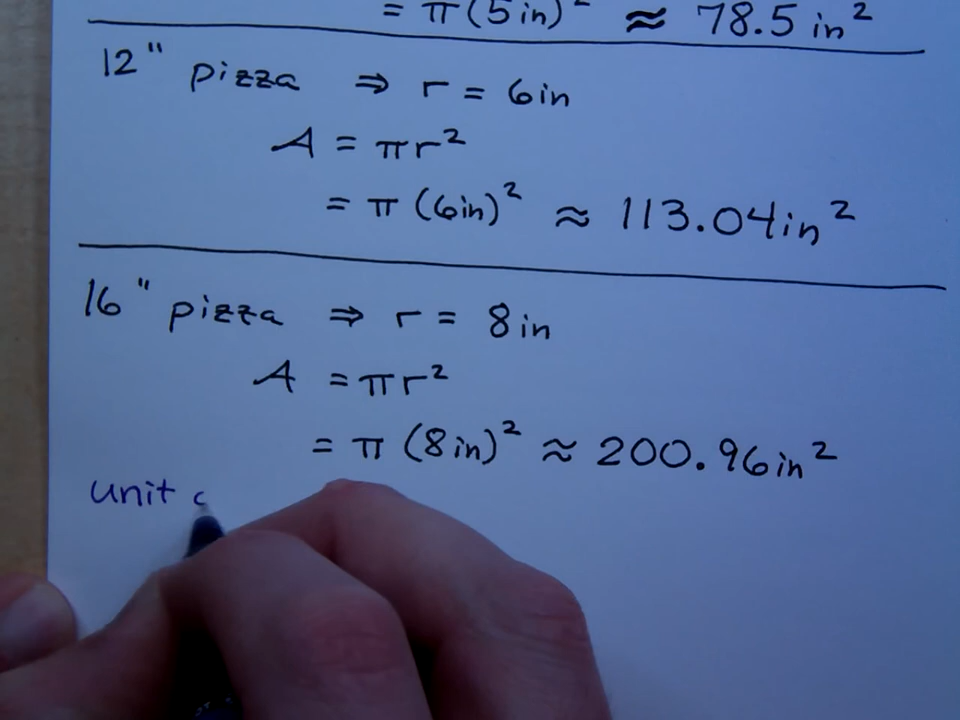 = π(5in)² ≈ 78.5 in²
12" pizza ⇒ r = 6in
A = πr²
= π (6in)² ≈ 113.04in²
16" pizza ⇒ r = 8in
A = πr²
= π (8in)² ≈ 200.96in²
unit